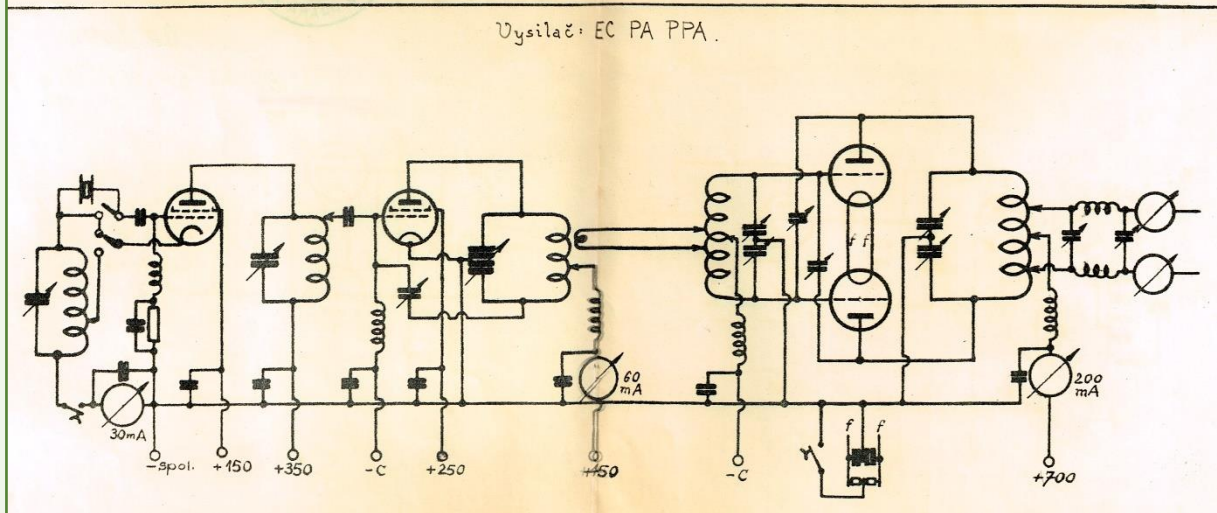 Vysilač: EC PA PPA.
f f
60 mA
200 mA
30mA
f f
-spol. +150 +350 -C +250 +450 -C +700